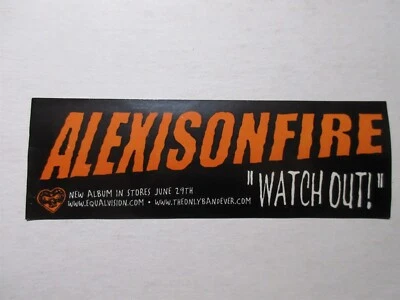 ALEXISONFIRE
"WATCH OUT!"
NEW ALBUM IN STORES JUNE 29TH
WWW.EQUALVISION.COM • WWW.THEONLYBANDEVER.COM